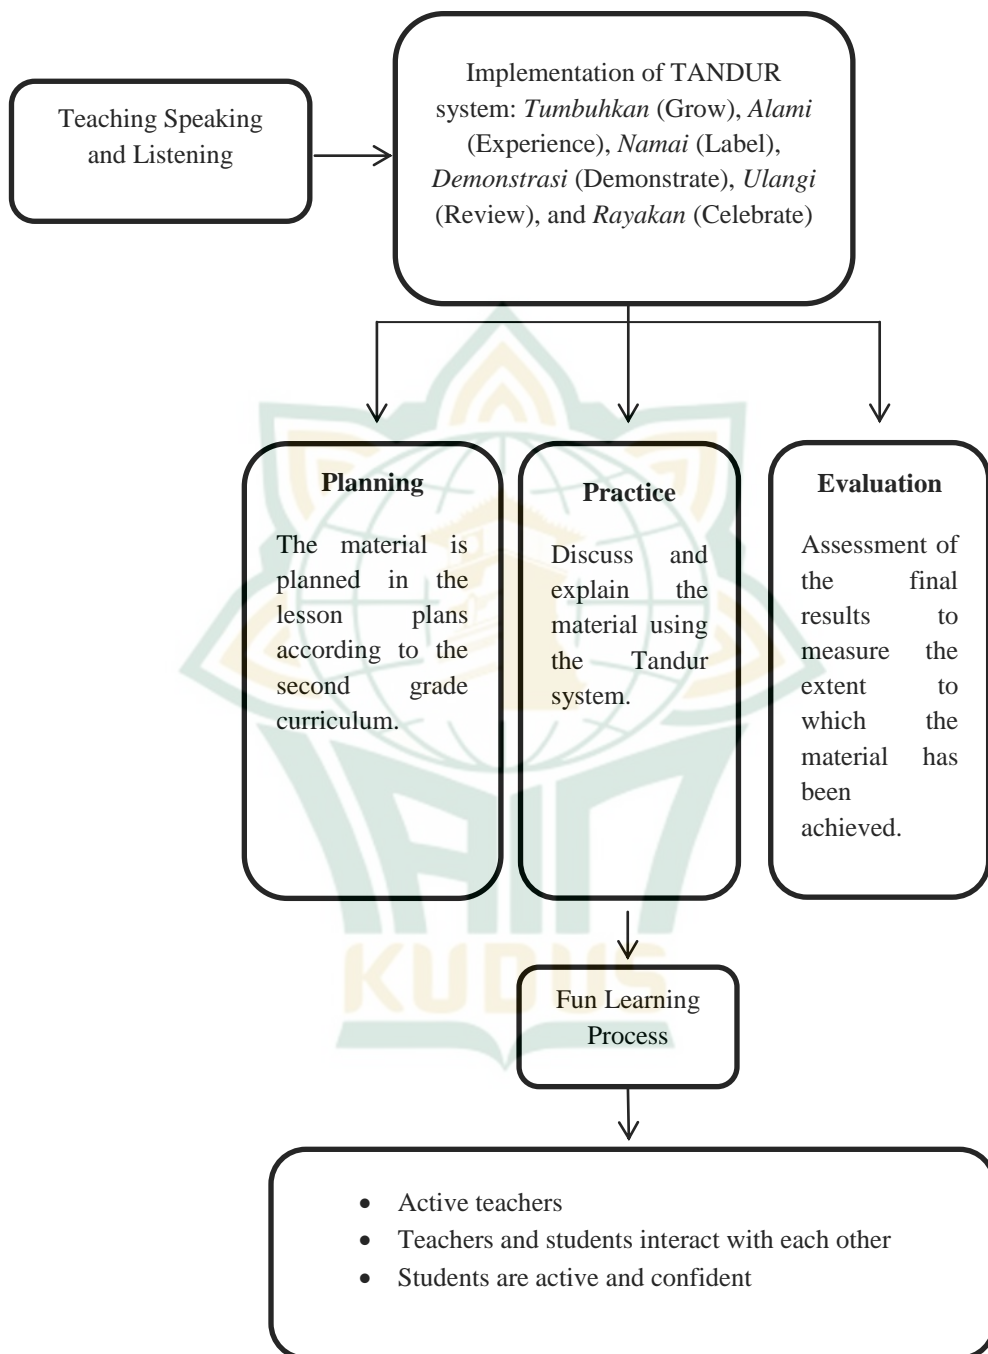 Teaching Speaking
and Listening
Implementation of TANDUR
system: Tumbuhkan (Grow), Alami
(Experience), Namai (Label),
Demonstrasi (Demonstrate), Ulangi
(Review), and Rayakan (Celebrate)
Planning
The material is
planned in the
lesson plans
according to the
second grade
curriculum.
Practice
Discuss and
explain the
material using
the Tandur
system.
Evaluation
Assessment of
the final
results to
measure the
extent to
which the
material has
been
achieved.
IAIN
KUDUS
Fun Learning
Process
• Active teachers
• Teachers and students interact with each other
• Students are active and confident